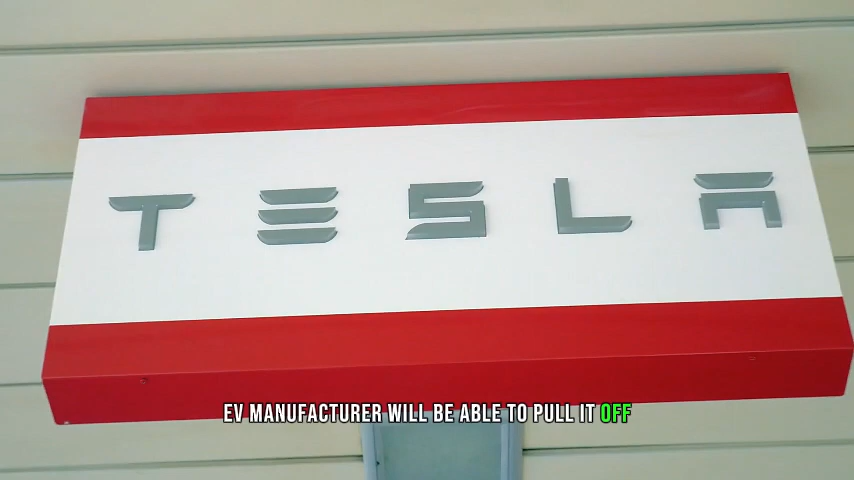 TESLA
EV MANUFACTURER WILL BE ABLE TO PULL IT OFF